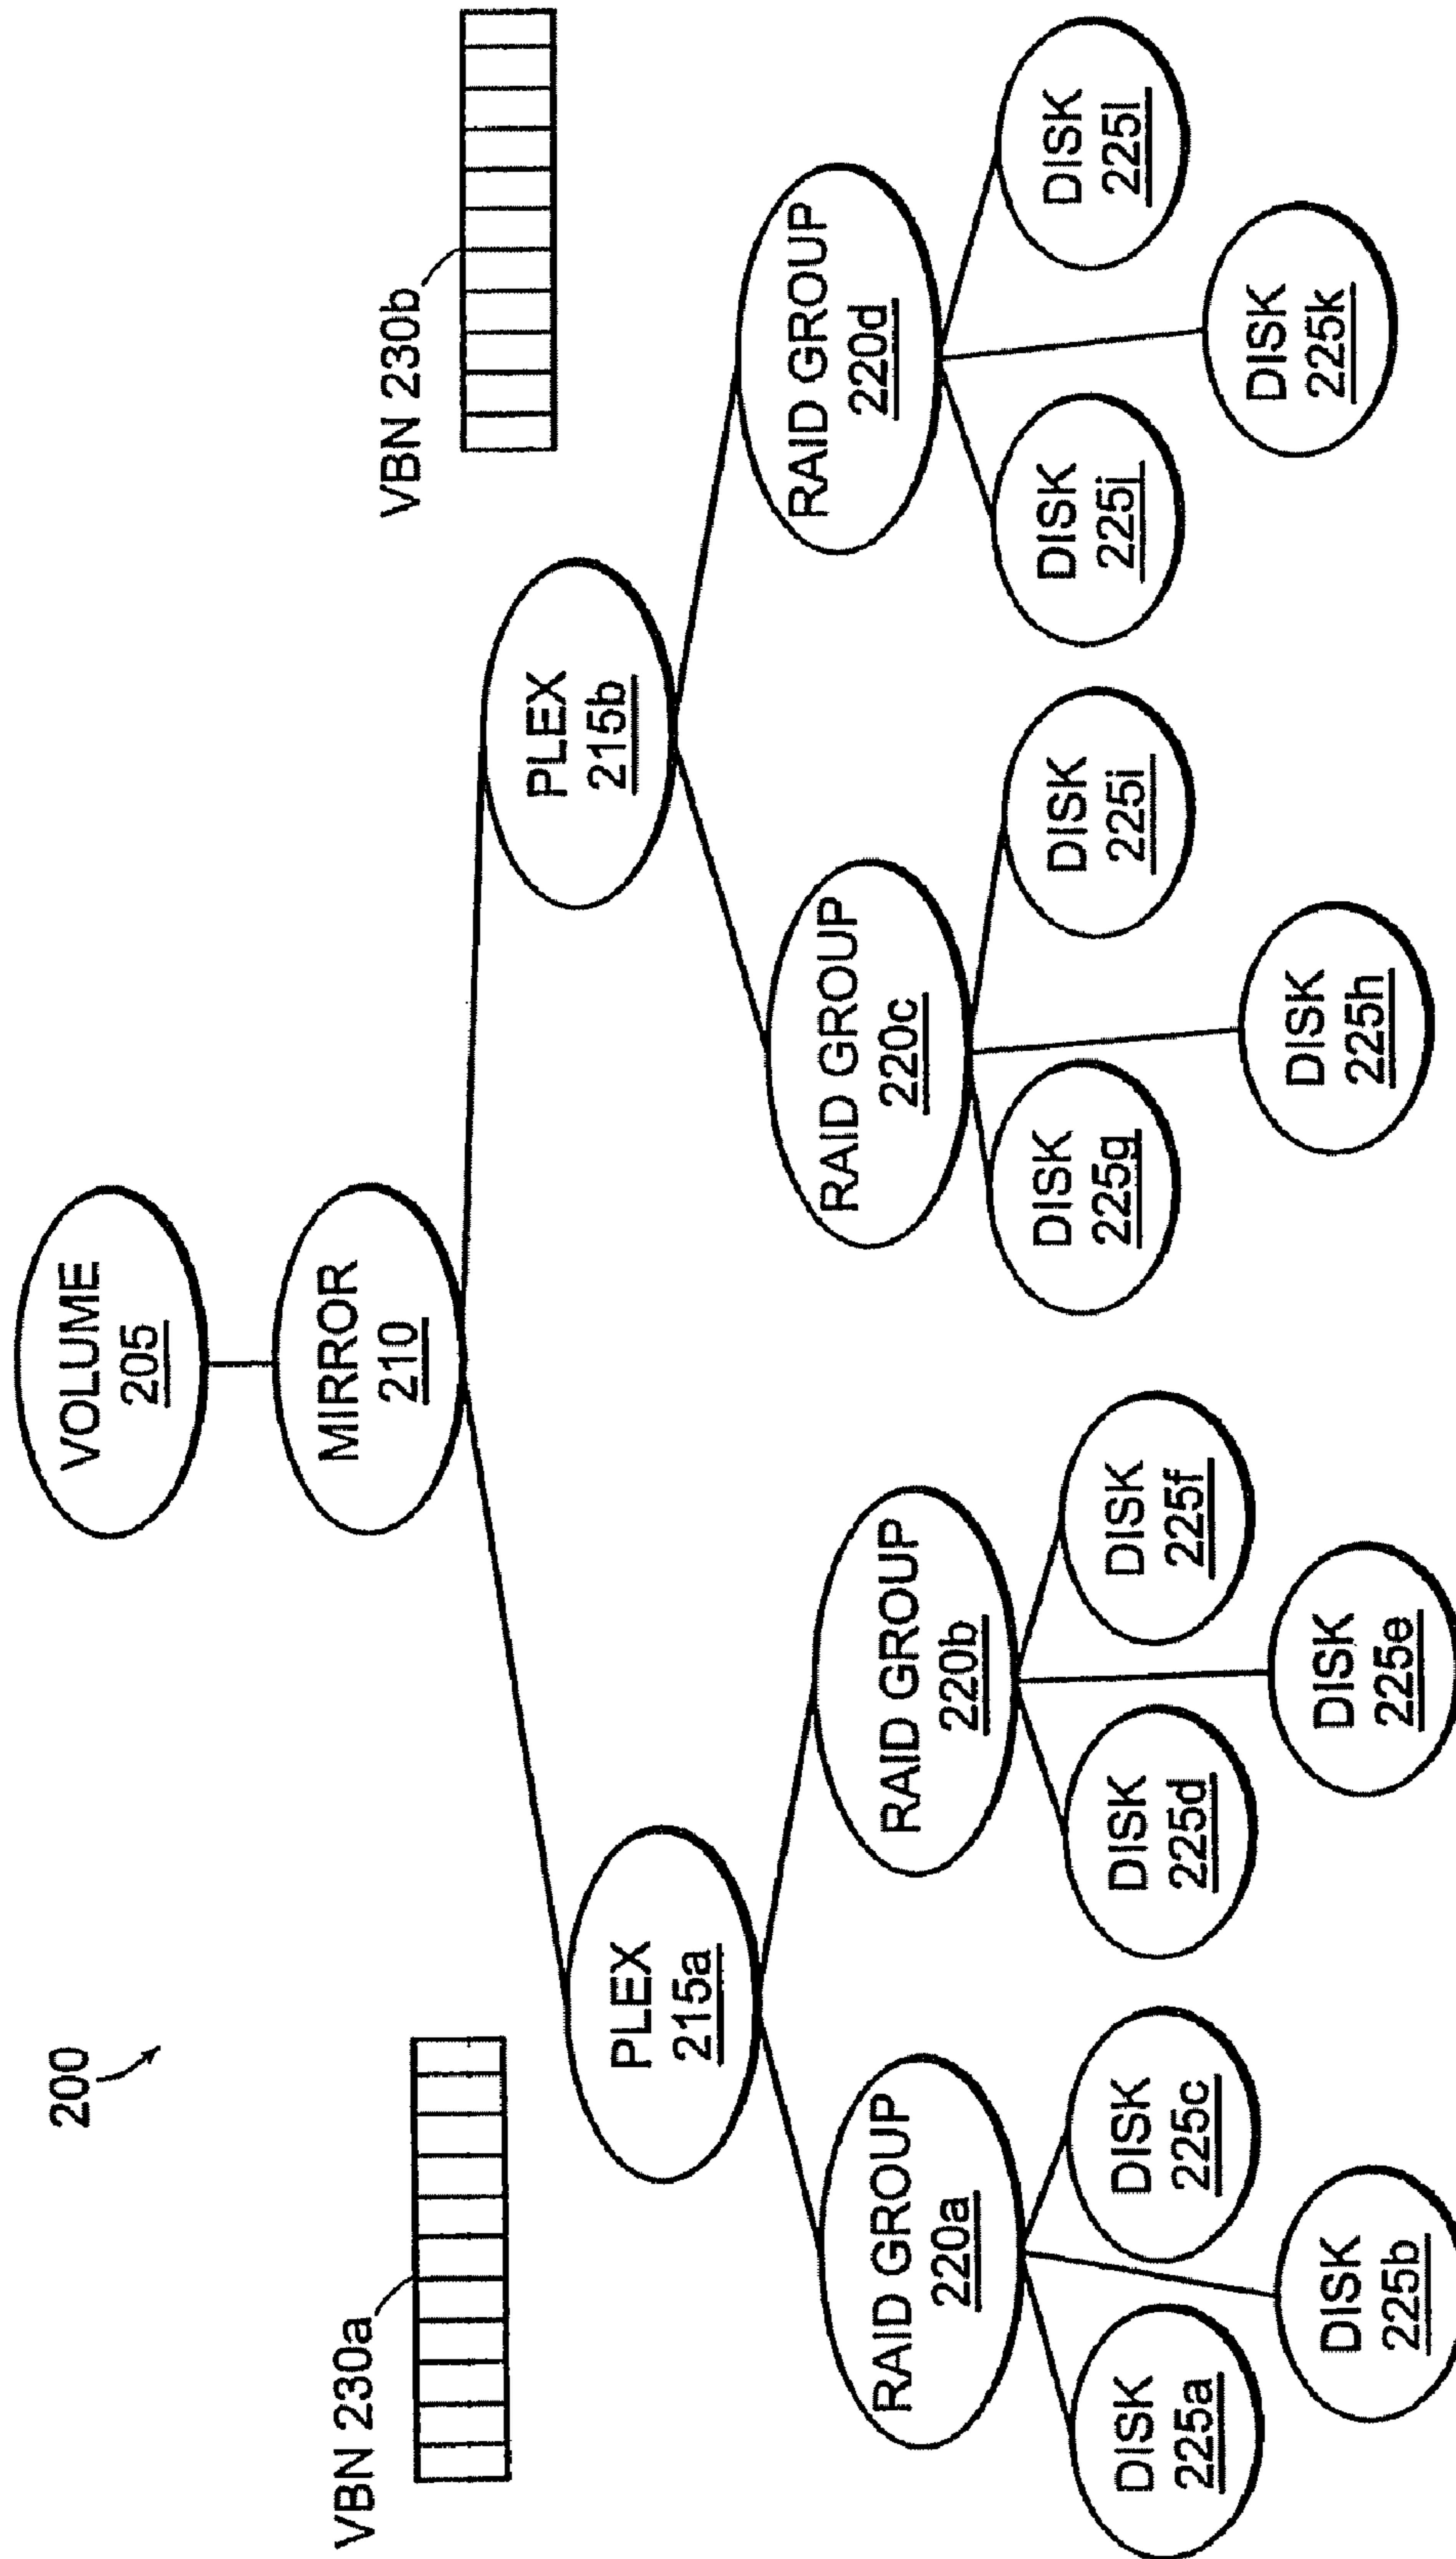 200
VOLUME
205
MIRROR
210
VBN 230a
VBN 230b
PLEX
215a
PLEX
215b
RAID GROUP
220a
RAID GROUP
220b
RAID GROUP
220c
RAID GROUP
220d
DISK
225a
DISK
225b
DISK
225c
DISK
225d
DISK
225e
DISK
225f
DISK
225g
DISK
225h
DISK
225i
DISK
225j
DISK
225k
DISK
225l